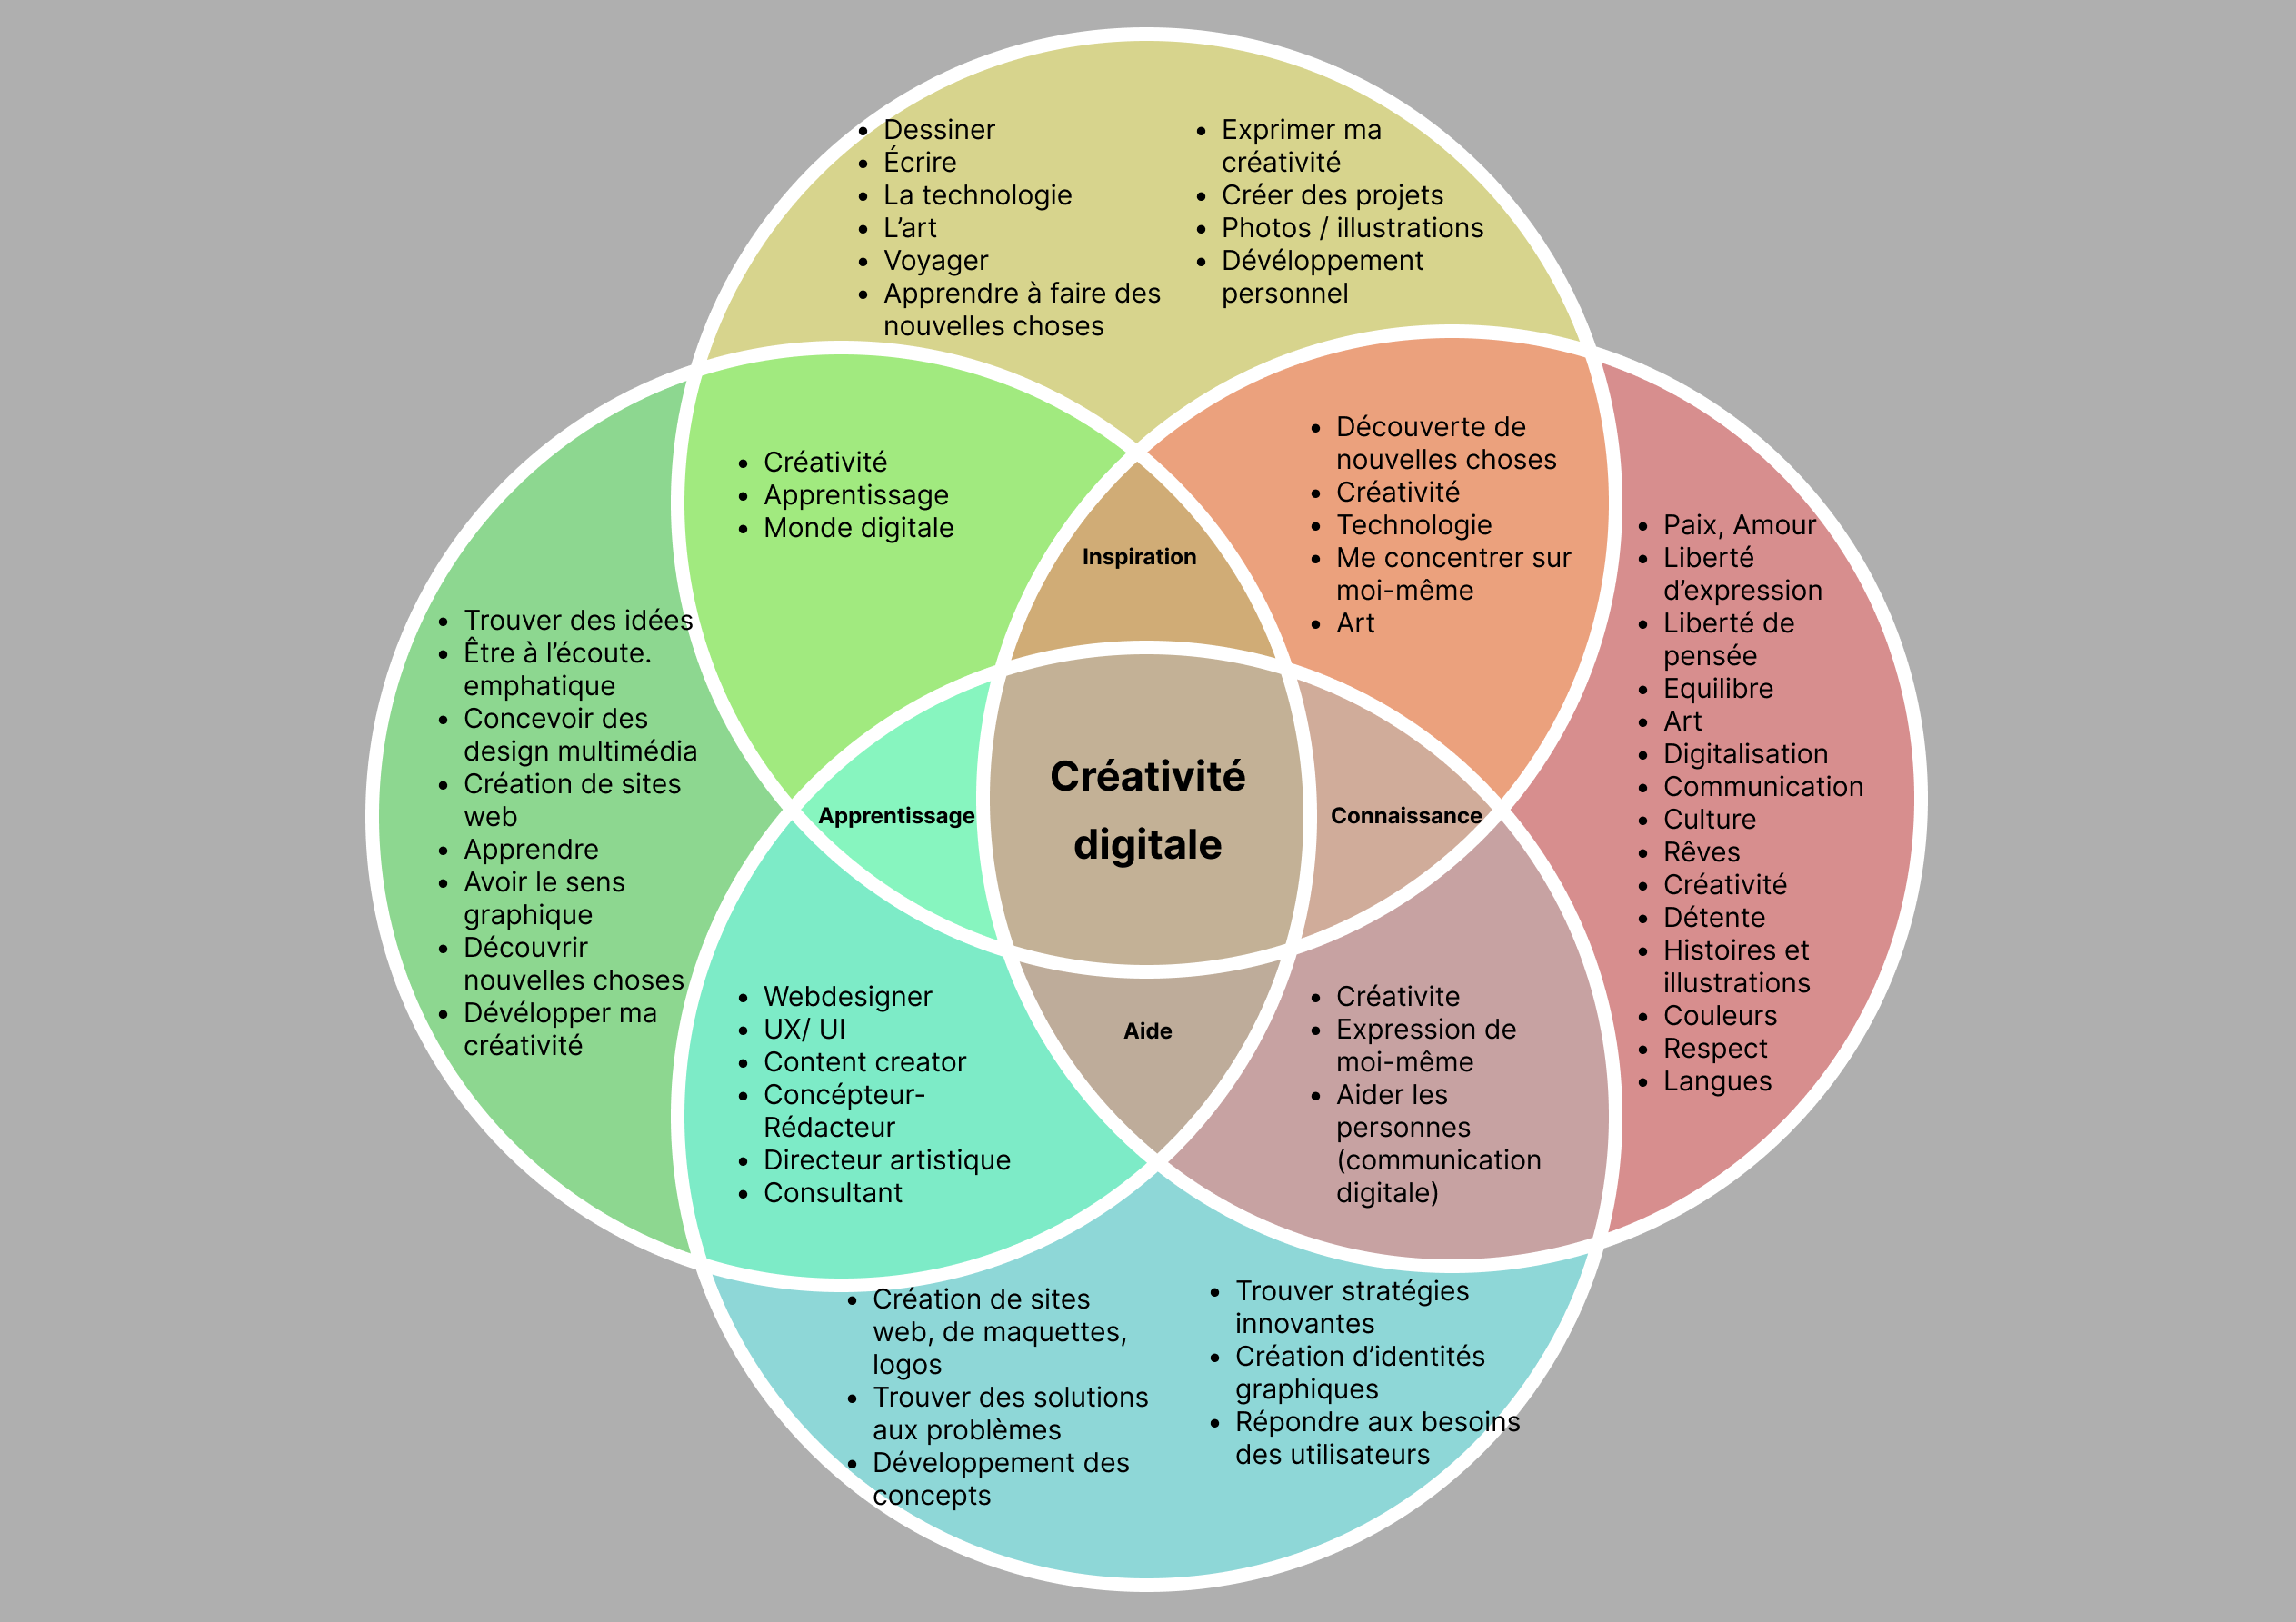 • Dessiner
• Écrire
• La technologie
• L’art
• Voyager
• Apprendre à faire des
nouvelles choses
• Exprimer ma
créativité
• Créer des projets
• Photos / illustrations
• Dévéloppement
personnel
• Créativité
• Apprentissage
• Monde digitale
Inspiration
• Découverte de
nouvelles choses
• Créativité
• Technologie
• Me concentrer sur
moi-même
• Art
• Trouver des idées
• Être à l’écoute.
emphatique
• Concevoir des
design multimédia
• Création de sites
web
• Apprendre
• Avoir le sens
graphique
• Découvrir
nouvelles choses
• Dévélopper ma
créativité
Apprentissage
Créativité
digitale
Connaissance
• Paix, Amour
• Liberté
d’expression
• Liberté de
pensée
• Equilibre
• Art
• Digitalisation
• Communication
• Culture
• Rêves
• Créativité
• Détente
• Histoires et
illustrations
• Couleurs
• Respect
• Langues
• Webdesigner
• UX/ UI
• Content creator
• Concépteur-
Rédacteur
• Directeur artistique
• Consultant
Aide
• Créativite
• Expression de
moi-même
• Aider les
personnes
(communication
digitale)
• Création de sites
web, de maquettes,
logos
• Trouver des solutions
aux problèmes
• Développement des
concepts
• Trouver stratégies
innovantes
• Création d’identités
graphiques
• Répondre aux besoins
des utilisateurs